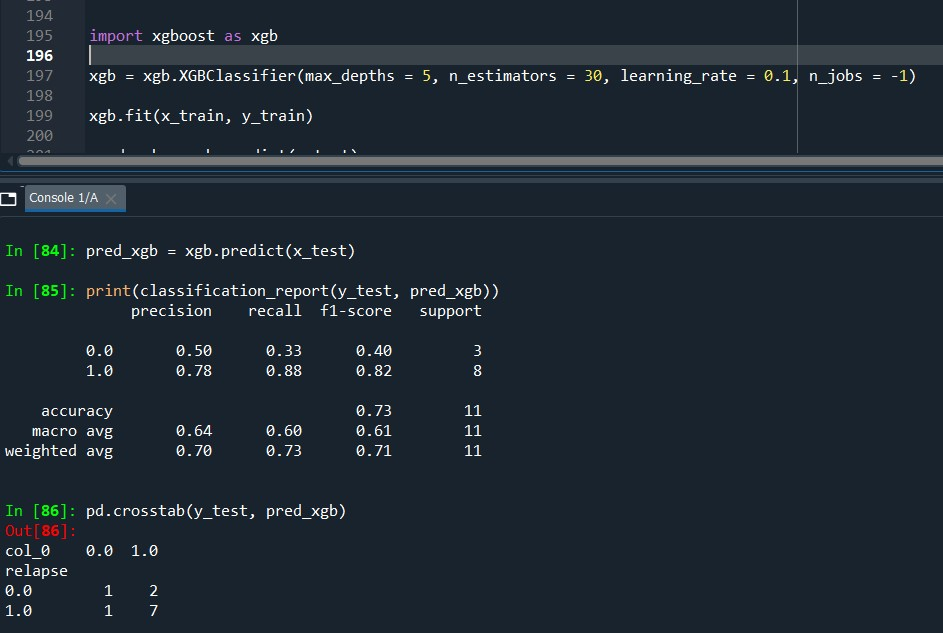 194
195 import xgboost as xgb
196
197 xgb = xgb.XGBClassifier(max_depths = 5, n_estimators = 30, learning_rate = 0.1, n_jobs = -1)
198
199 xgb.fit(x_train, y_train)
200
Console 1/A
In [84]: pred_xgb = xgb.predict(x_test)
In [85]: print(classification_report(y_test, pred_xgb))
precision recall f1-score support
0.0 0.50 0.33 0.40 3
1.0 0.78 0.88 0.82 8
accuracy 0.73 11
macro avg 0.64 0.60 0.61 11
weighted avg 0.70 0.73 0.71 11
In [86]: pd.crosstab(y_test, pred_xgb)
Out[86]:
col_0 0.0 1.0
relapse
0.0 1 2
1.0 1 7